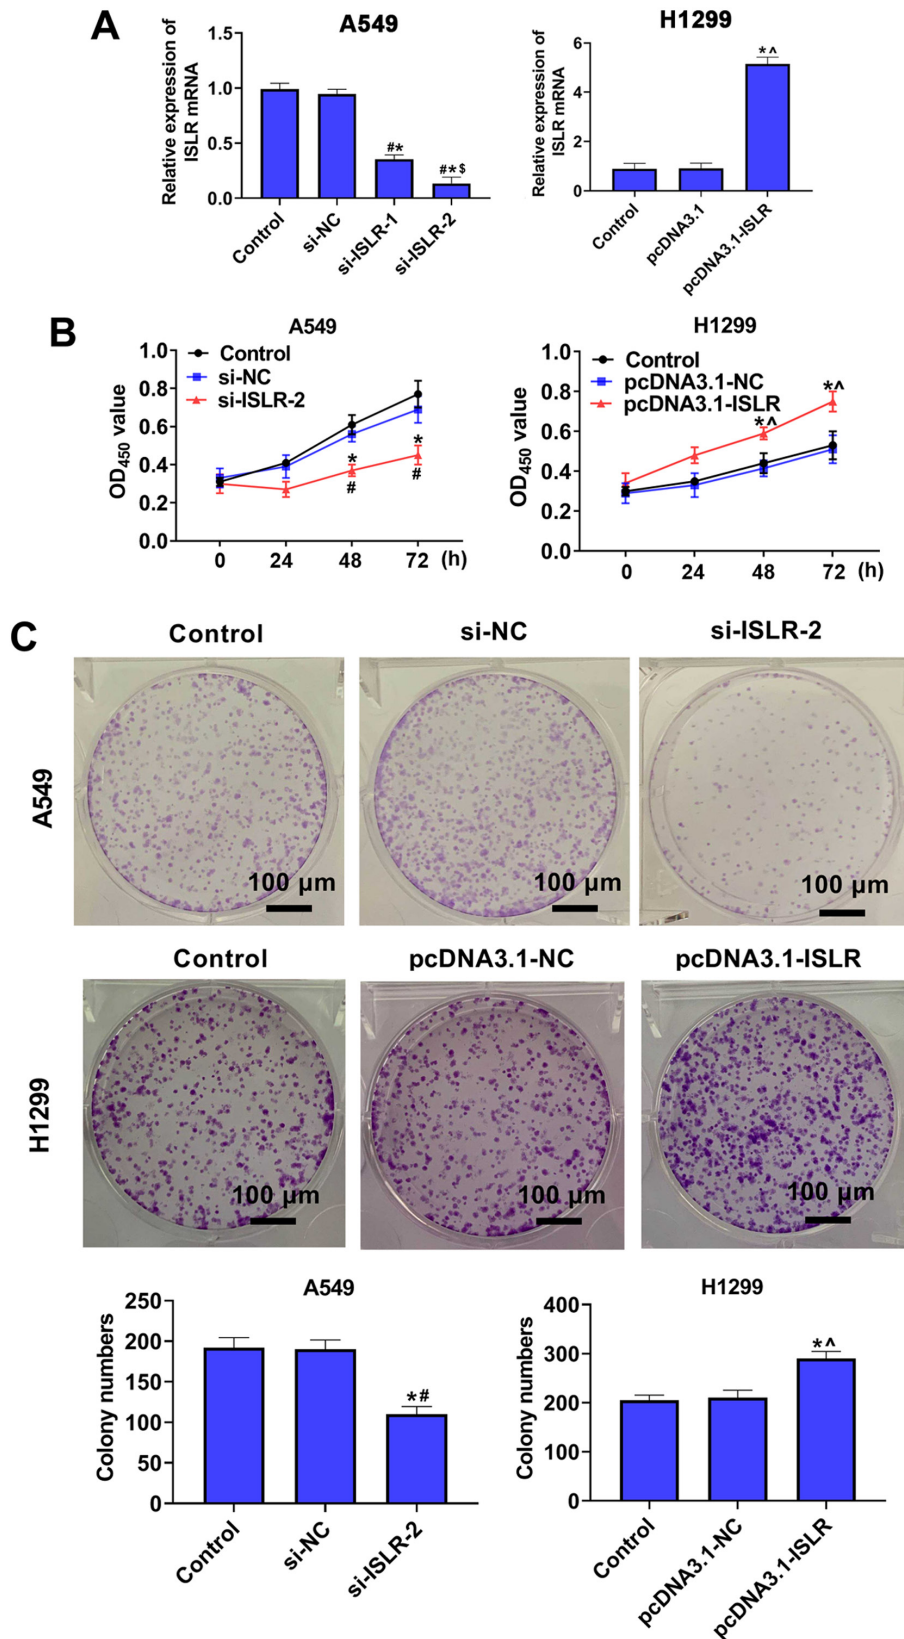 A
A549
Relative expression of
ISLR mRNA
1.5
1.0
0.5
0.0
#*
#*$
Control
si-NC
si-ISLR-1
si-ISLR-2
H1299
Relative expression of
ISLR mRNA
6
4
2
0
*^
Control
pcDNA3.1
pcDNA3.1-ISLR
B
A549
OD450 value
1.0
0.8
0.6
0.4
0.2
0.0
Control
si-NC
si-ISLR-2
*
#
*
#
0 24 48 72 (h)
H1299
OD450 value
1.0
0.8
0.6
0.4
0.2
0.0
Control
pcDNA3.1-NC
pcDNA3.1-ISLR
*^
*^
0 24 48 72 (h)
C
Control si-NC si-ISLR-2
A549
100 μm 100 μm 100 μm
Control pcDNA3.1-NC pcDNA3.1-ISLR
H1299
100 μm 100 μm 100 μm
A549
Colony numbers
250
200
150
100
50
0
*#
Control
si-NC
si-ISLR-2
H1299
Colony numbers
400
300
200
100
0
*^
Control
pcDNA3.1-NC
pcDNA3.1-ISLR